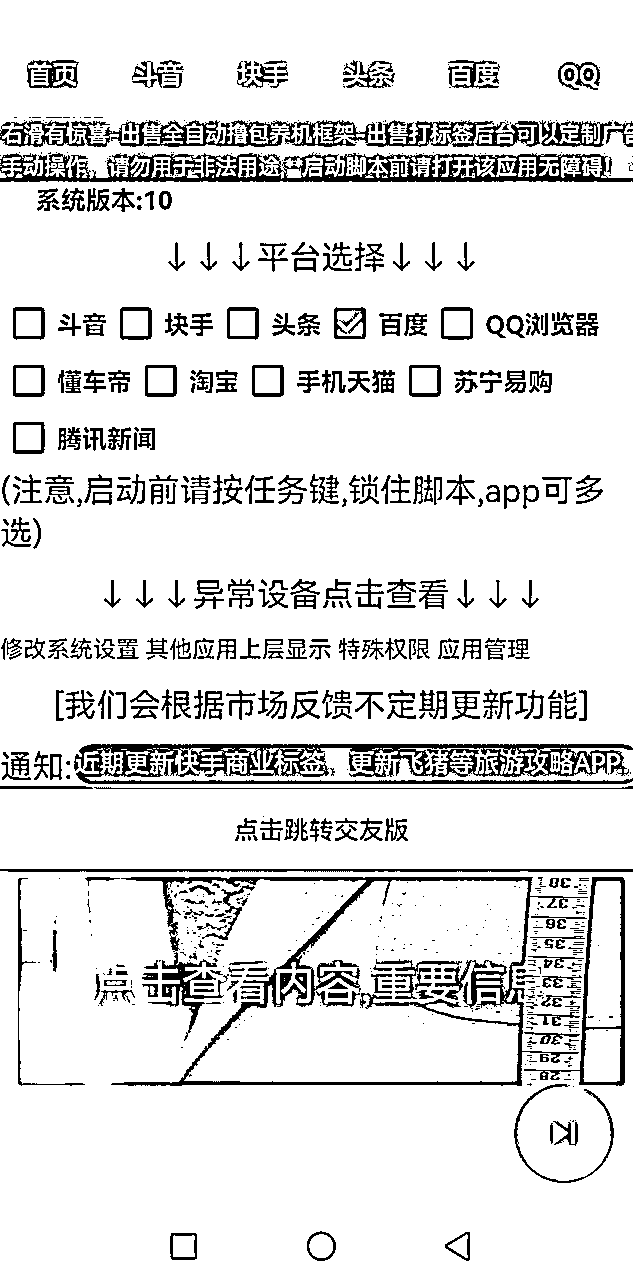 首页 斗音 块手 头条 百度 QQ
右滑有惊喜-出售全自动撸包养机框架-出售打标签后台可以定制广告
手动操作，请勿用于非法用途，**启动脚本前请打开该应用无障碍！
系统版本:10
↓↓↓平台选择↓↓↓
斗音 块手 头条 百度 QQ浏览器
懂车帝 淘宝 手机天猫 苏宁易购
腾讯新闻
(注意,启动前请按任务键,锁住脚本,app可多
选)
↓↓↓异常设备点击查看↓↓↓
修改系统设置 其他应用上层显示 特殊权限 应用管理
[我们会根据市场反馈不定期更新功能]
通知:近期更新快手商业标签，更新飞猪等旅游攻略APP,
点击跳转交友版
点击查看内容,重要信息
38
37
36
35
34
33
32
31
30
29
28